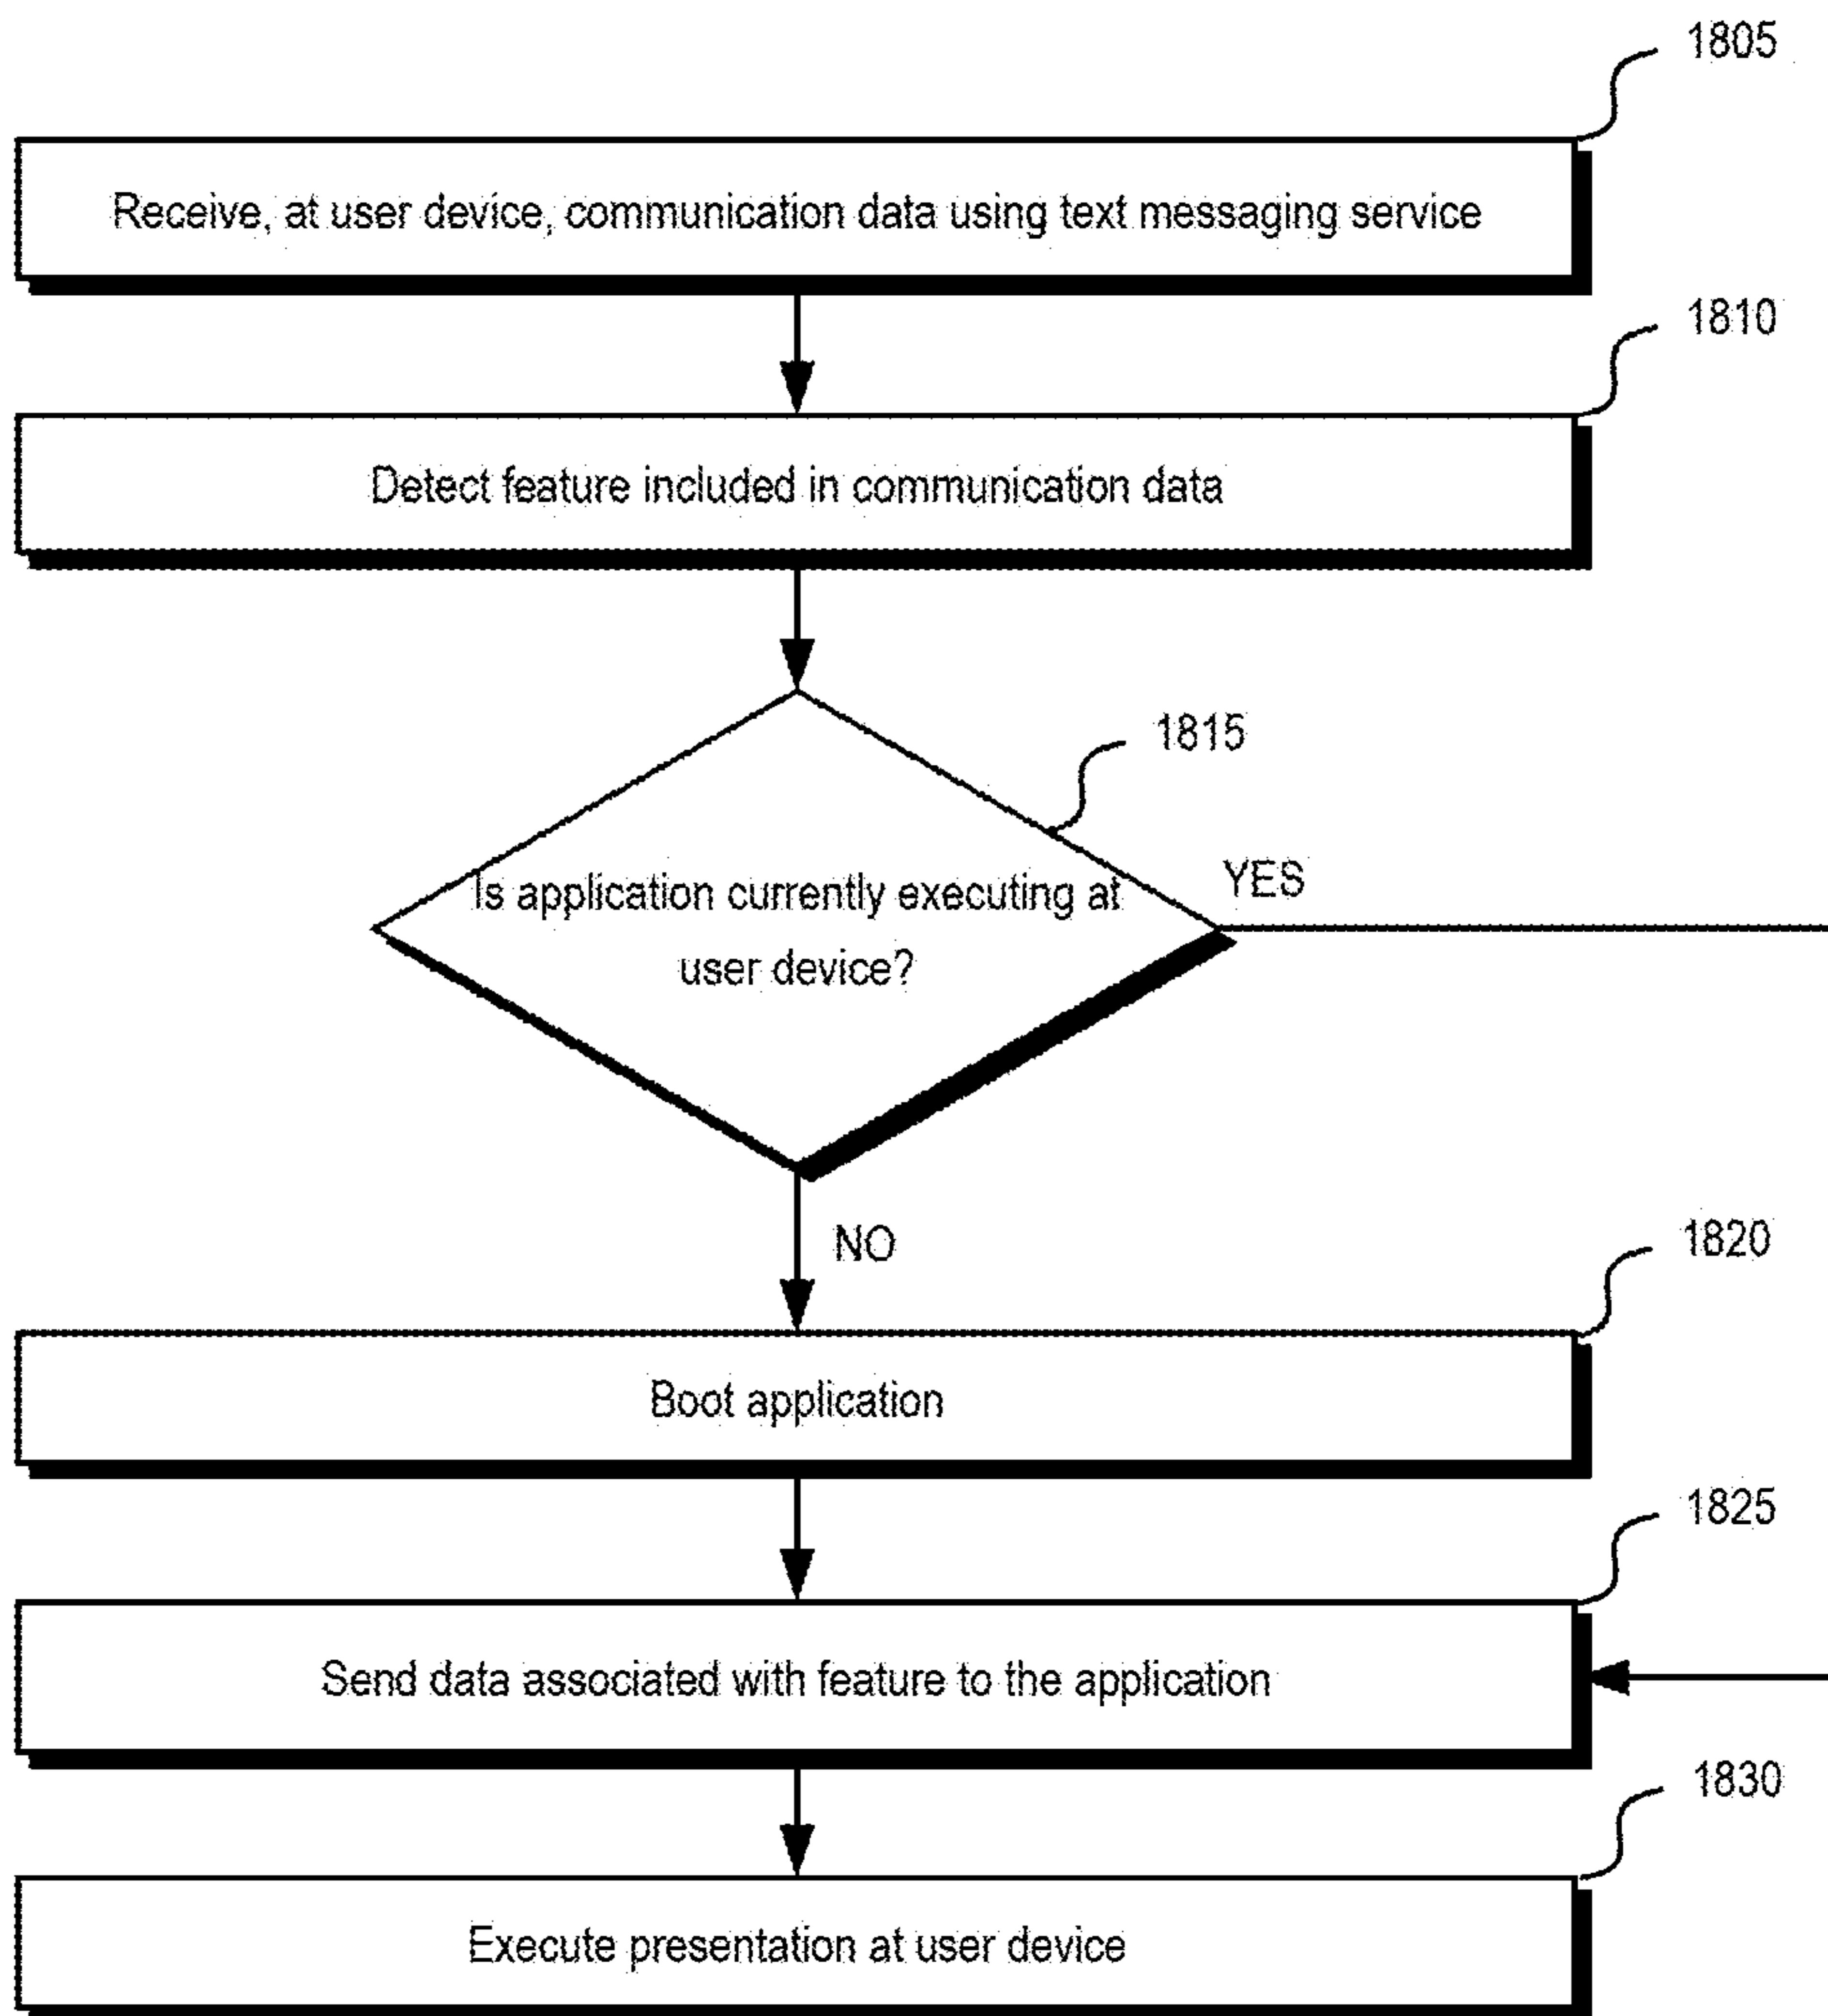 1805
Receive, at user device, communication data using text messaging service
1810
Detect feature included in communication data
1815
Is application currently executing at
user device?
YES
NO
1820
Boot application
1825
Send data associated with feature to the application
1830
Execute presentation at user device